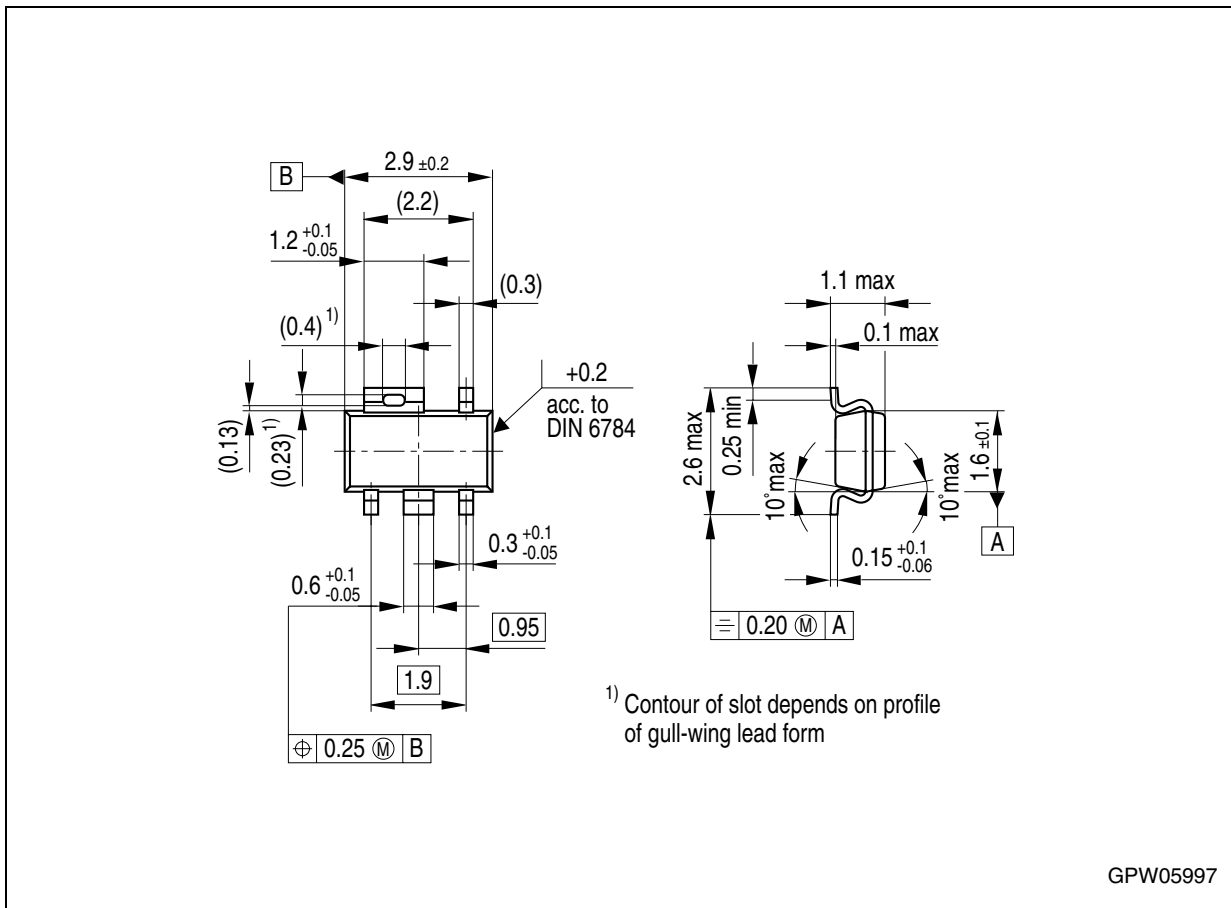 B
2.9 ±0.2
(2.2)
1.2 +0.1 -0.05
(0.3)
(0.4) 1)
+0.2
acc. to
DIN 6784
(0.13)
(0.23) 1)
0.3 +0.1 -0.05
0.6 +0.1 -0.05
0.95
1.9
⌖ 0.25 Ⓜ B
1.1 max
0.1 max
2.6 max
0.25 min
10° max
10° max
1.6 ±0.1
A
0.15 +0.1 -0.06
⌯ 0.20 Ⓜ A
1) Contour of slot depends on profile
of gull-wing lead form
GPW05997